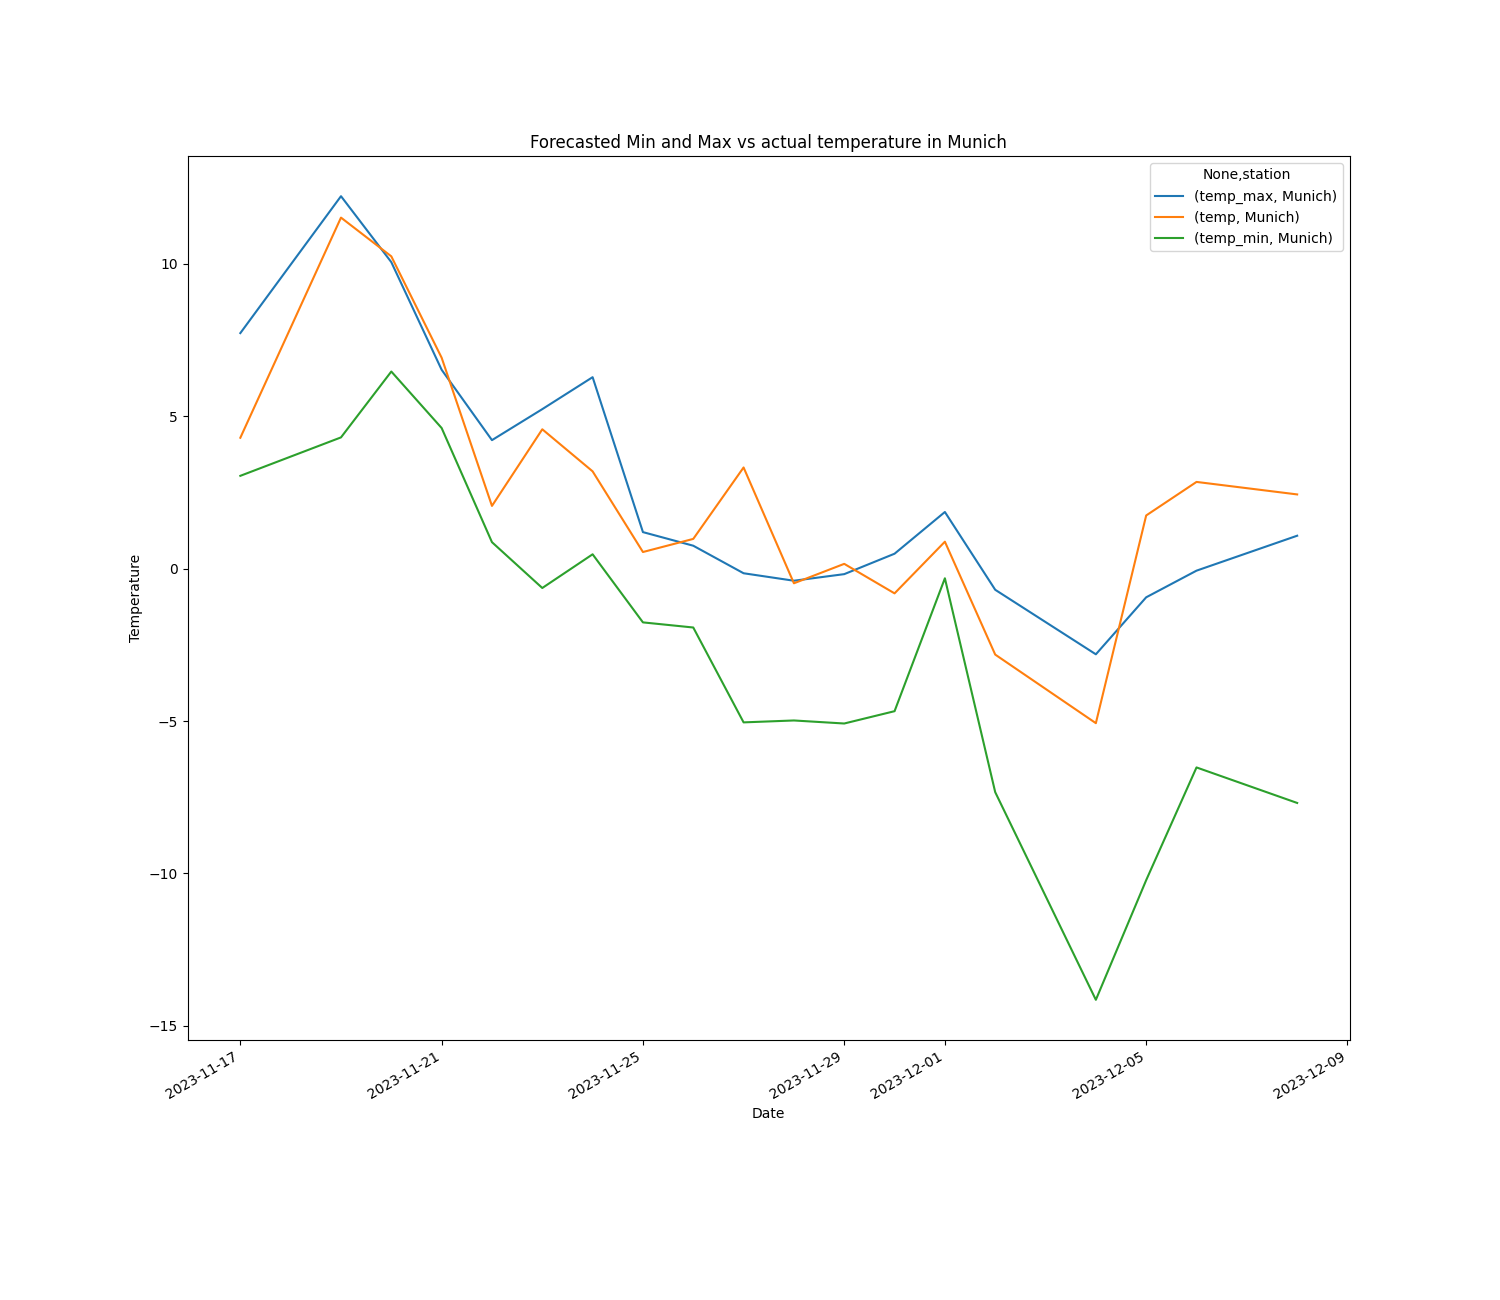 Forecasted Min and Max vs actual temperature in Munich
None,station
(temp_max, Munich)
(temp, Munich)
(temp_min, Munich)
Temperature
10
5
0
−5
−10
−15
2023-11-17
2023-11-21
2023-11-25
2023-11-29
2023-12-01
2023-12-05
2023-12-09
Date